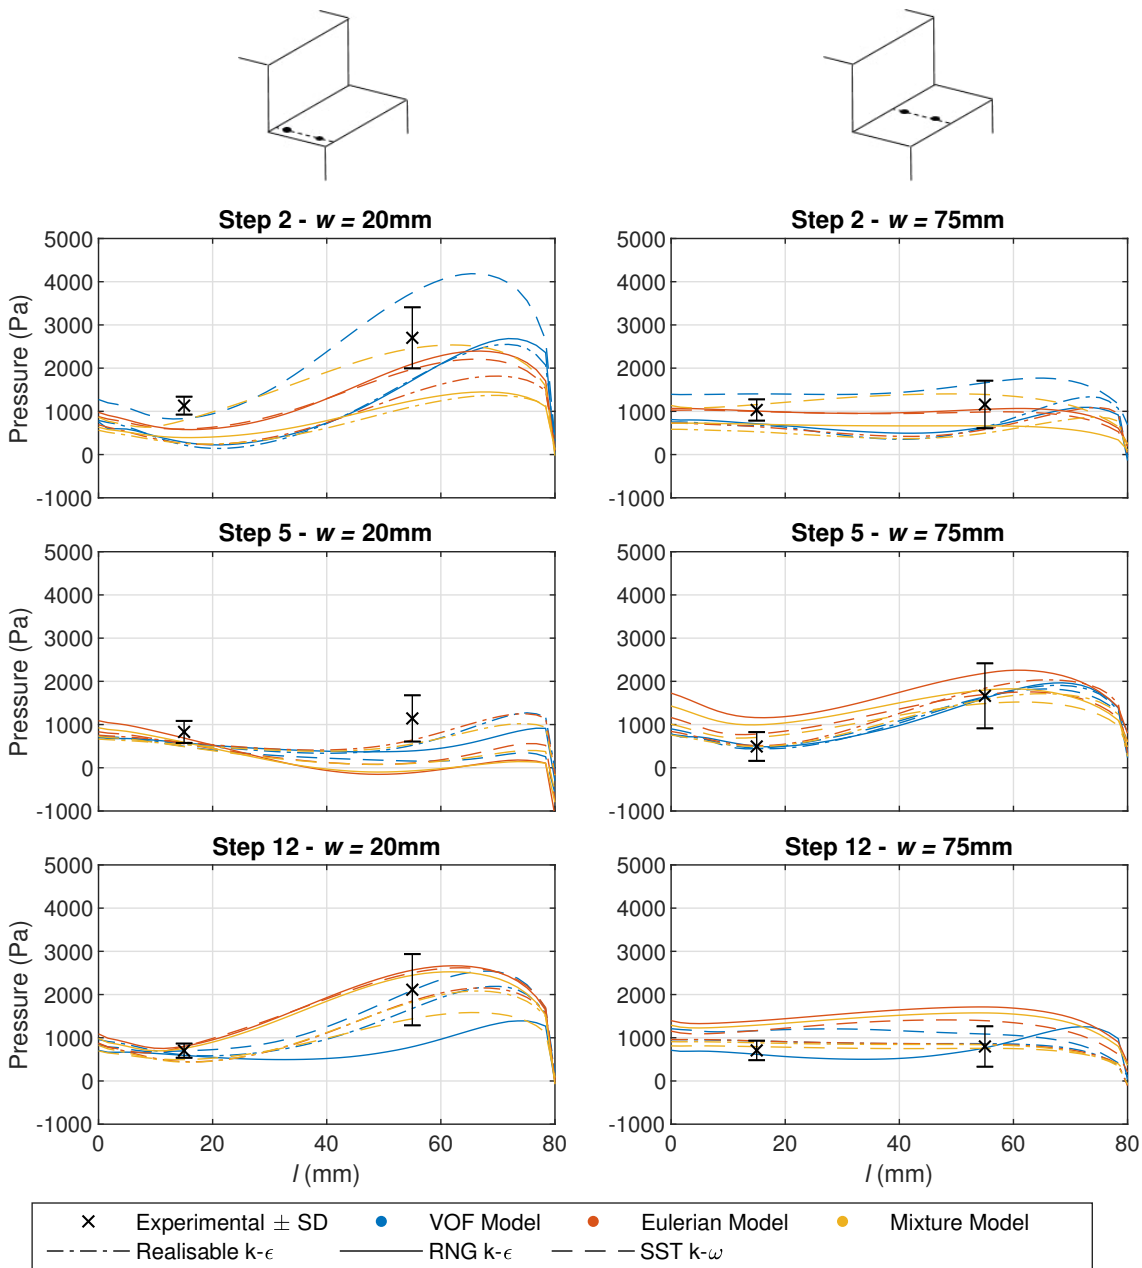 Step 2 - w = 20mm
Step 2 - w = 75mm
Pressure (Pa)
5000
4000
3000
2000
1000
0
-1000
5000
4000
3000
2000
1000
0
-1000
Step 5 - w = 20mm
Step 5 - w = 75mm
Pressure (Pa)
5000
4000
3000
2000
1000
0
-1000
5000
4000
3000
2000
1000
0
-1000
Step 12 - w = 20mm
Step 12 - w = 75mm
Pressure (Pa)
5000
4000
3000
2000
1000
0
-1000
0 20 40 60 80
l (mm)
5000
4000
3000
2000
1000
0
-1000
0 20 40 60 80
l (mm)
Experimental ± SD VOF Model Eulerian Model Mixture Model
Realisable k-ϵ RNG k-ϵ SST k-ω